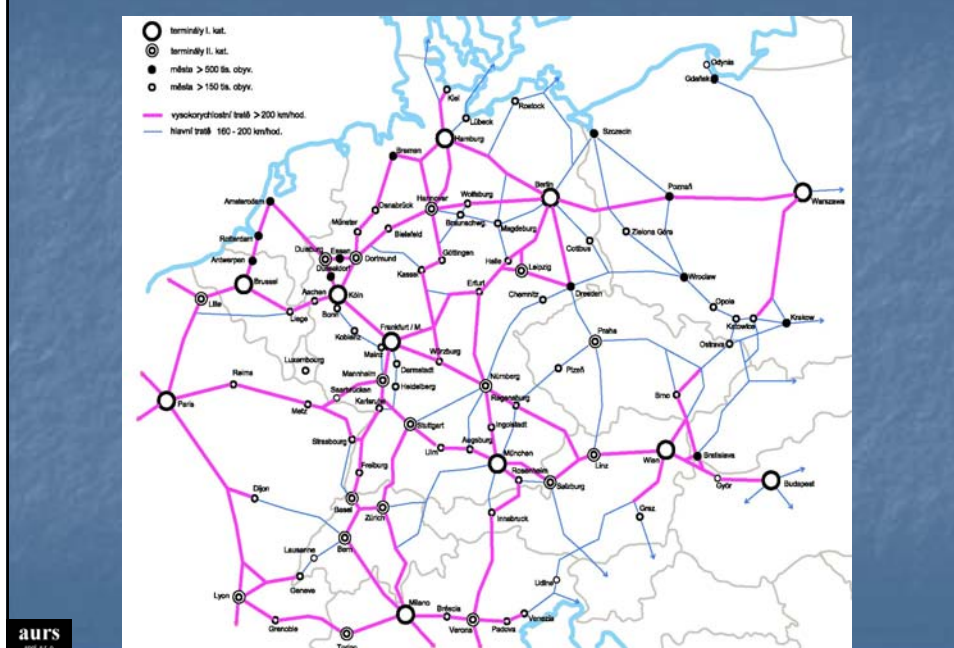 terminály I. kat.
terminály II. kat.
města > 500 tis. obyv.
města > 150 tis. obyv.
vysokorychlostní tratě > 200 km/hod.
hlavní tratě 160 - 200 km/hod.
Gdynia
Gdańsk
Kiel
Rostock
Lübeck
Hamburg
Szczecin
Bremen
Berlin
Poznań
Warszawa
Hannover
Wolfsburg
Amsterodam
Osnabrück
Braunschweg.
Magdeburg
Münster
Bielefeld
Zielona Góra
Rotterdam
Cottbus
Duisburg
Essen
Dortmund
Göttingen
Halle
Leipzig
Antwerpen
Düsseldorf
Kassel
Wroclaw
Brussel
Aachen
Köln
Erfurt
Chemnitz
Dresden
Lille
Bonn
Opole
Liege
Katowice
Krakow
Koblenz
Frankfurt / M
Praha
Ostrava
Mainz
Würzburg
Luxembourg
Darmstadt
Plzeń
Reims
Mannheim
Heidelberg
Nürnberg
Saarbrücken
Regensburg
Brno
Paris
Metz
Karlsruhe
Stuttgart
Ingolstadt
Strasbourg
Ulm
Augsburg
München
Linz
Wien
Bratislava
Freiburg
Rosenheim
Salzburg
Györ
Budapest
Dijon
Basel
Zürich
Innsbruck
Graz
Lausanne
Bern
Geneva
Udine
Lyon
Milano
Bréscia
Grenoble
Verona
Padova
Venezia
Torino
aurs